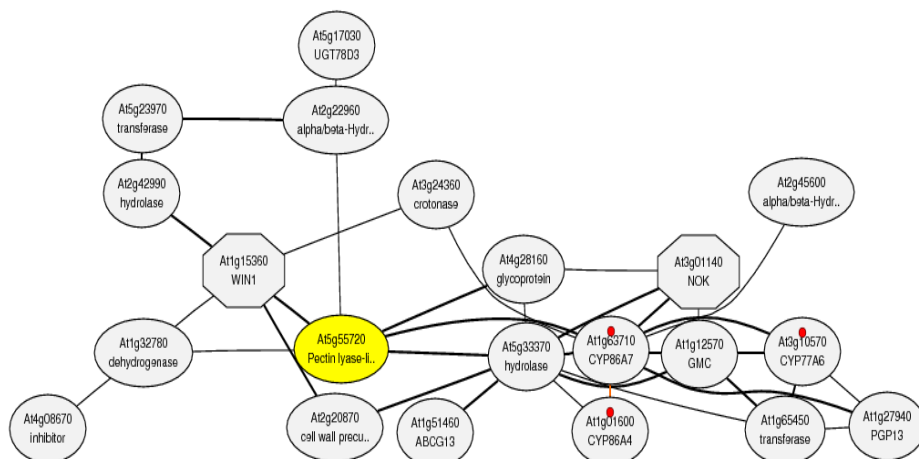 At5g17030
UGT78D3
At5g23970
transferase
At2g22960
alpha/beta-Hydr..
At2g42990
hydrolase
At3g24360
crotonase
At2g45600
alpha/beta-Hydr..
At1g15360
WIN1
At4g28160
glycoprotein
At3g01140
NOK
At1g32780
dehydrogenase
At5g55720
Pectin lyase-li..
At5g33370
hydrolase
At1g63710
CYP86A7
At1g12570
GMC
At3g10570
CYP77A6
At4g08670
inhibitor
At2g20870
cell wall precu..
At1g51460
ABCG13
At1g01600
CYP86A4
At1g65450
transferase
At1g27940
PGP13